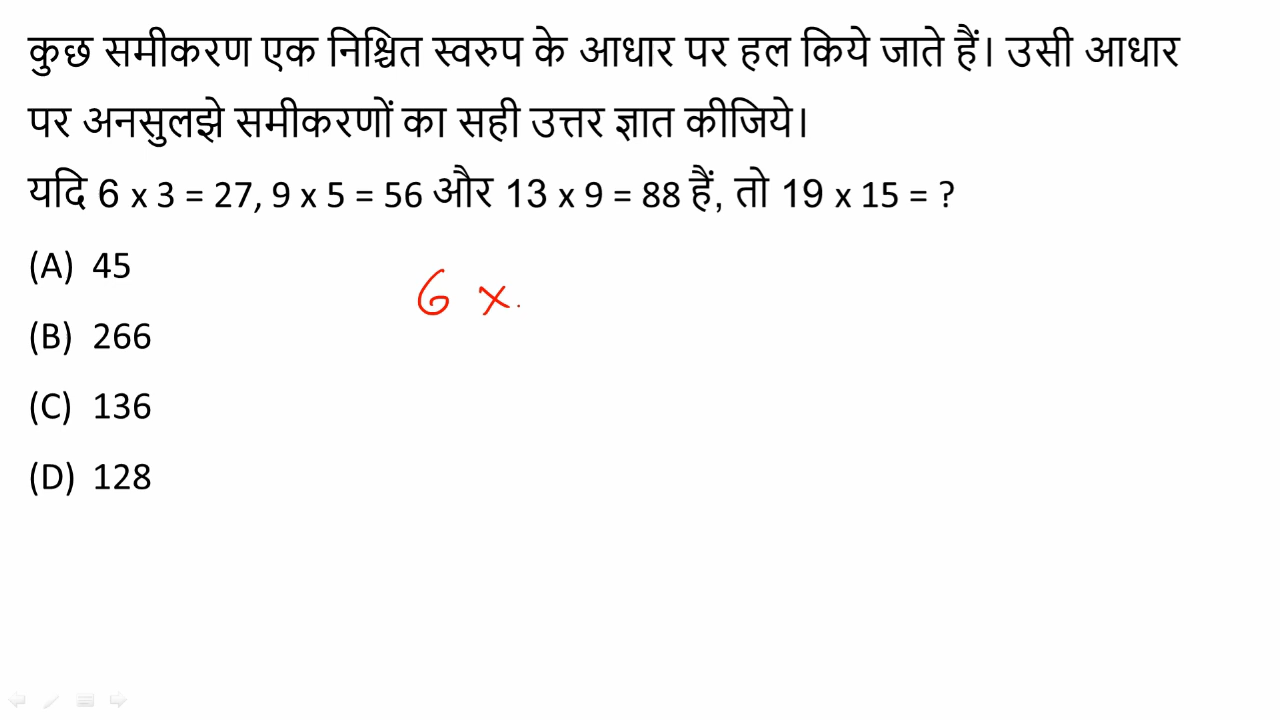 कुछ समीकरण एक निश्चित स्वरुप के आधार पर हल किये जाते हैं। उसी आधार
पर अनसुलझे समीकरणों का सही उत्तर ज्ञात कीजिये।
यदि 6 x 3 = 27, 9 x 5 = 56 और 13 x 9 = 88 हैं, तो 19 x 15 = ?
(A) 45
6 x
(B) 266
(C) 136
(D) 128